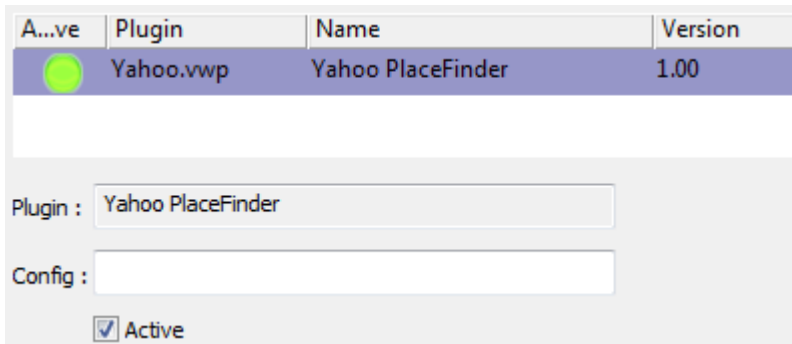 A...ve Plugin Name Version
Yahoo.vwp Yahoo PlaceFinder 1.00
Plugin : Yahoo PlaceFinder
Config :
Active